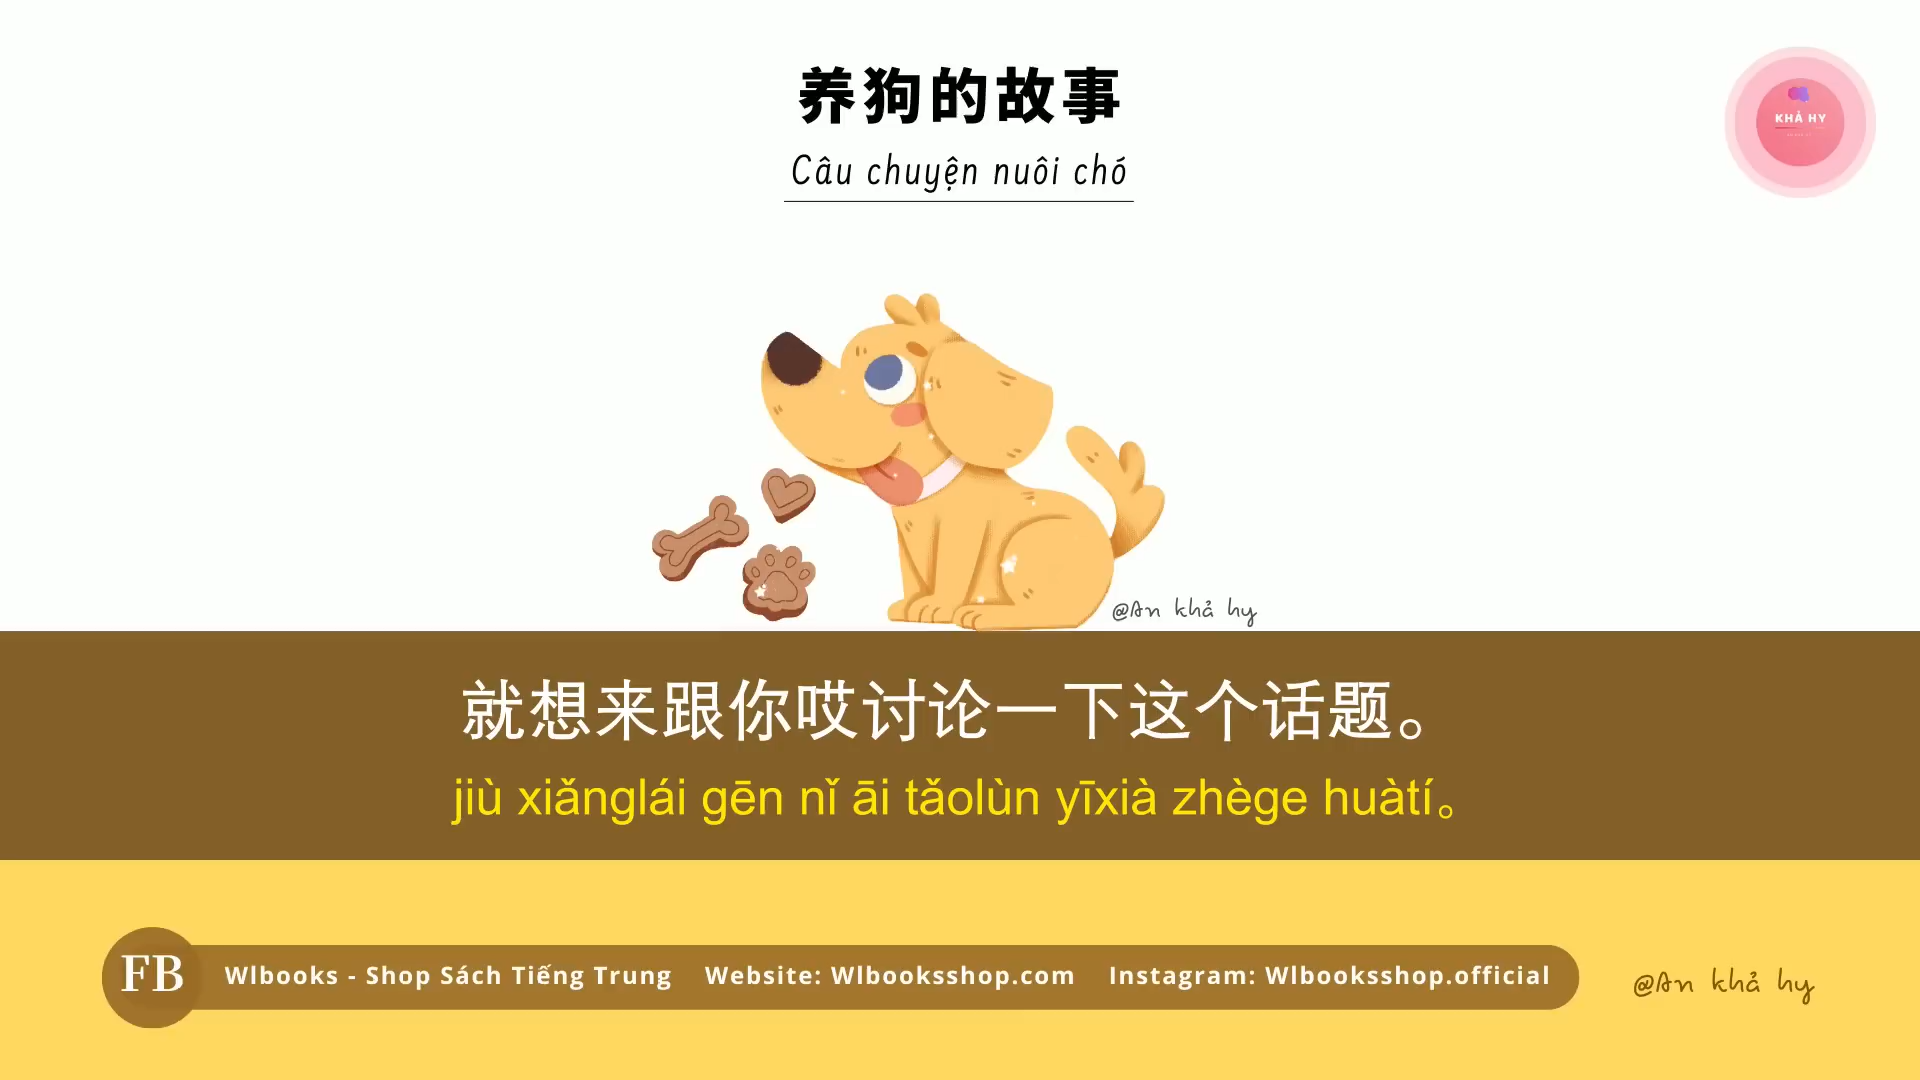 养狗的故事
Câu chuyện nuôi chó
KHẢ HY
@An khả hy
就想来跟你哎讨论一下这个话题。
jiù xiǎnglái gēn nǐ āi tǎolùn yīxià zhège huàtí。
FB
Wlbooks - Shop Sách Tiếng Trung Website: Wlbooksshop.com Instagram: Wlbooksshop.official
@An khả hy